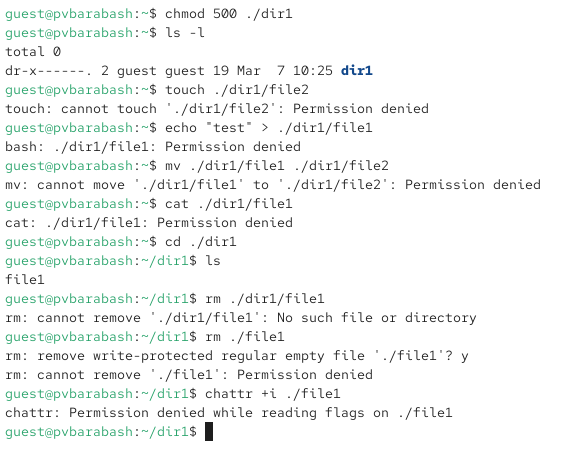 guest@pvbarabash:~$ chmod 500 ./dir1
guest@pvbarabash:~$ ls -l
total 0
dr-x------. 2 guest guest 19 Mar  7 10:25 dir1
guest@pvbarabash:~$ touch ./dir1/file2
touch: cannot touch './dir1/file2': Permission denied
guest@pvbarabash:~$ echo "test" > ./dir1/file1
bash: ./dir1/file1: Permission denied
guest@pvbarabash:~$ mv ./dir1/file1 ./dir1/file2
mv: cannot move './dir1/file1' to './dir1/file2': Permission denied
guest@pvbarabash:~$ cat ./dir1/file1
cat: ./dir1/file1: Permission denied
guest@pvbarabash:~$ cd ./dir1
guest@pvbarabash:~/dir1$ ls
file1
guest@pvbarabash:~/dir1$ rm ./dir1/file1
rm: cannot remove './dir1/file1': No such file or directory
guest@pvbarabash:~/dir1$ rm ./file1
rm: remove write-protected regular empty file './file1'? y
rm: cannot remove './file1': Permission denied
guest@pvbarabash:~/dir1$ chattr +i ./file1
chattr: Permission denied while reading flags on ./file1
guest@pvbarabash:~/dir1$